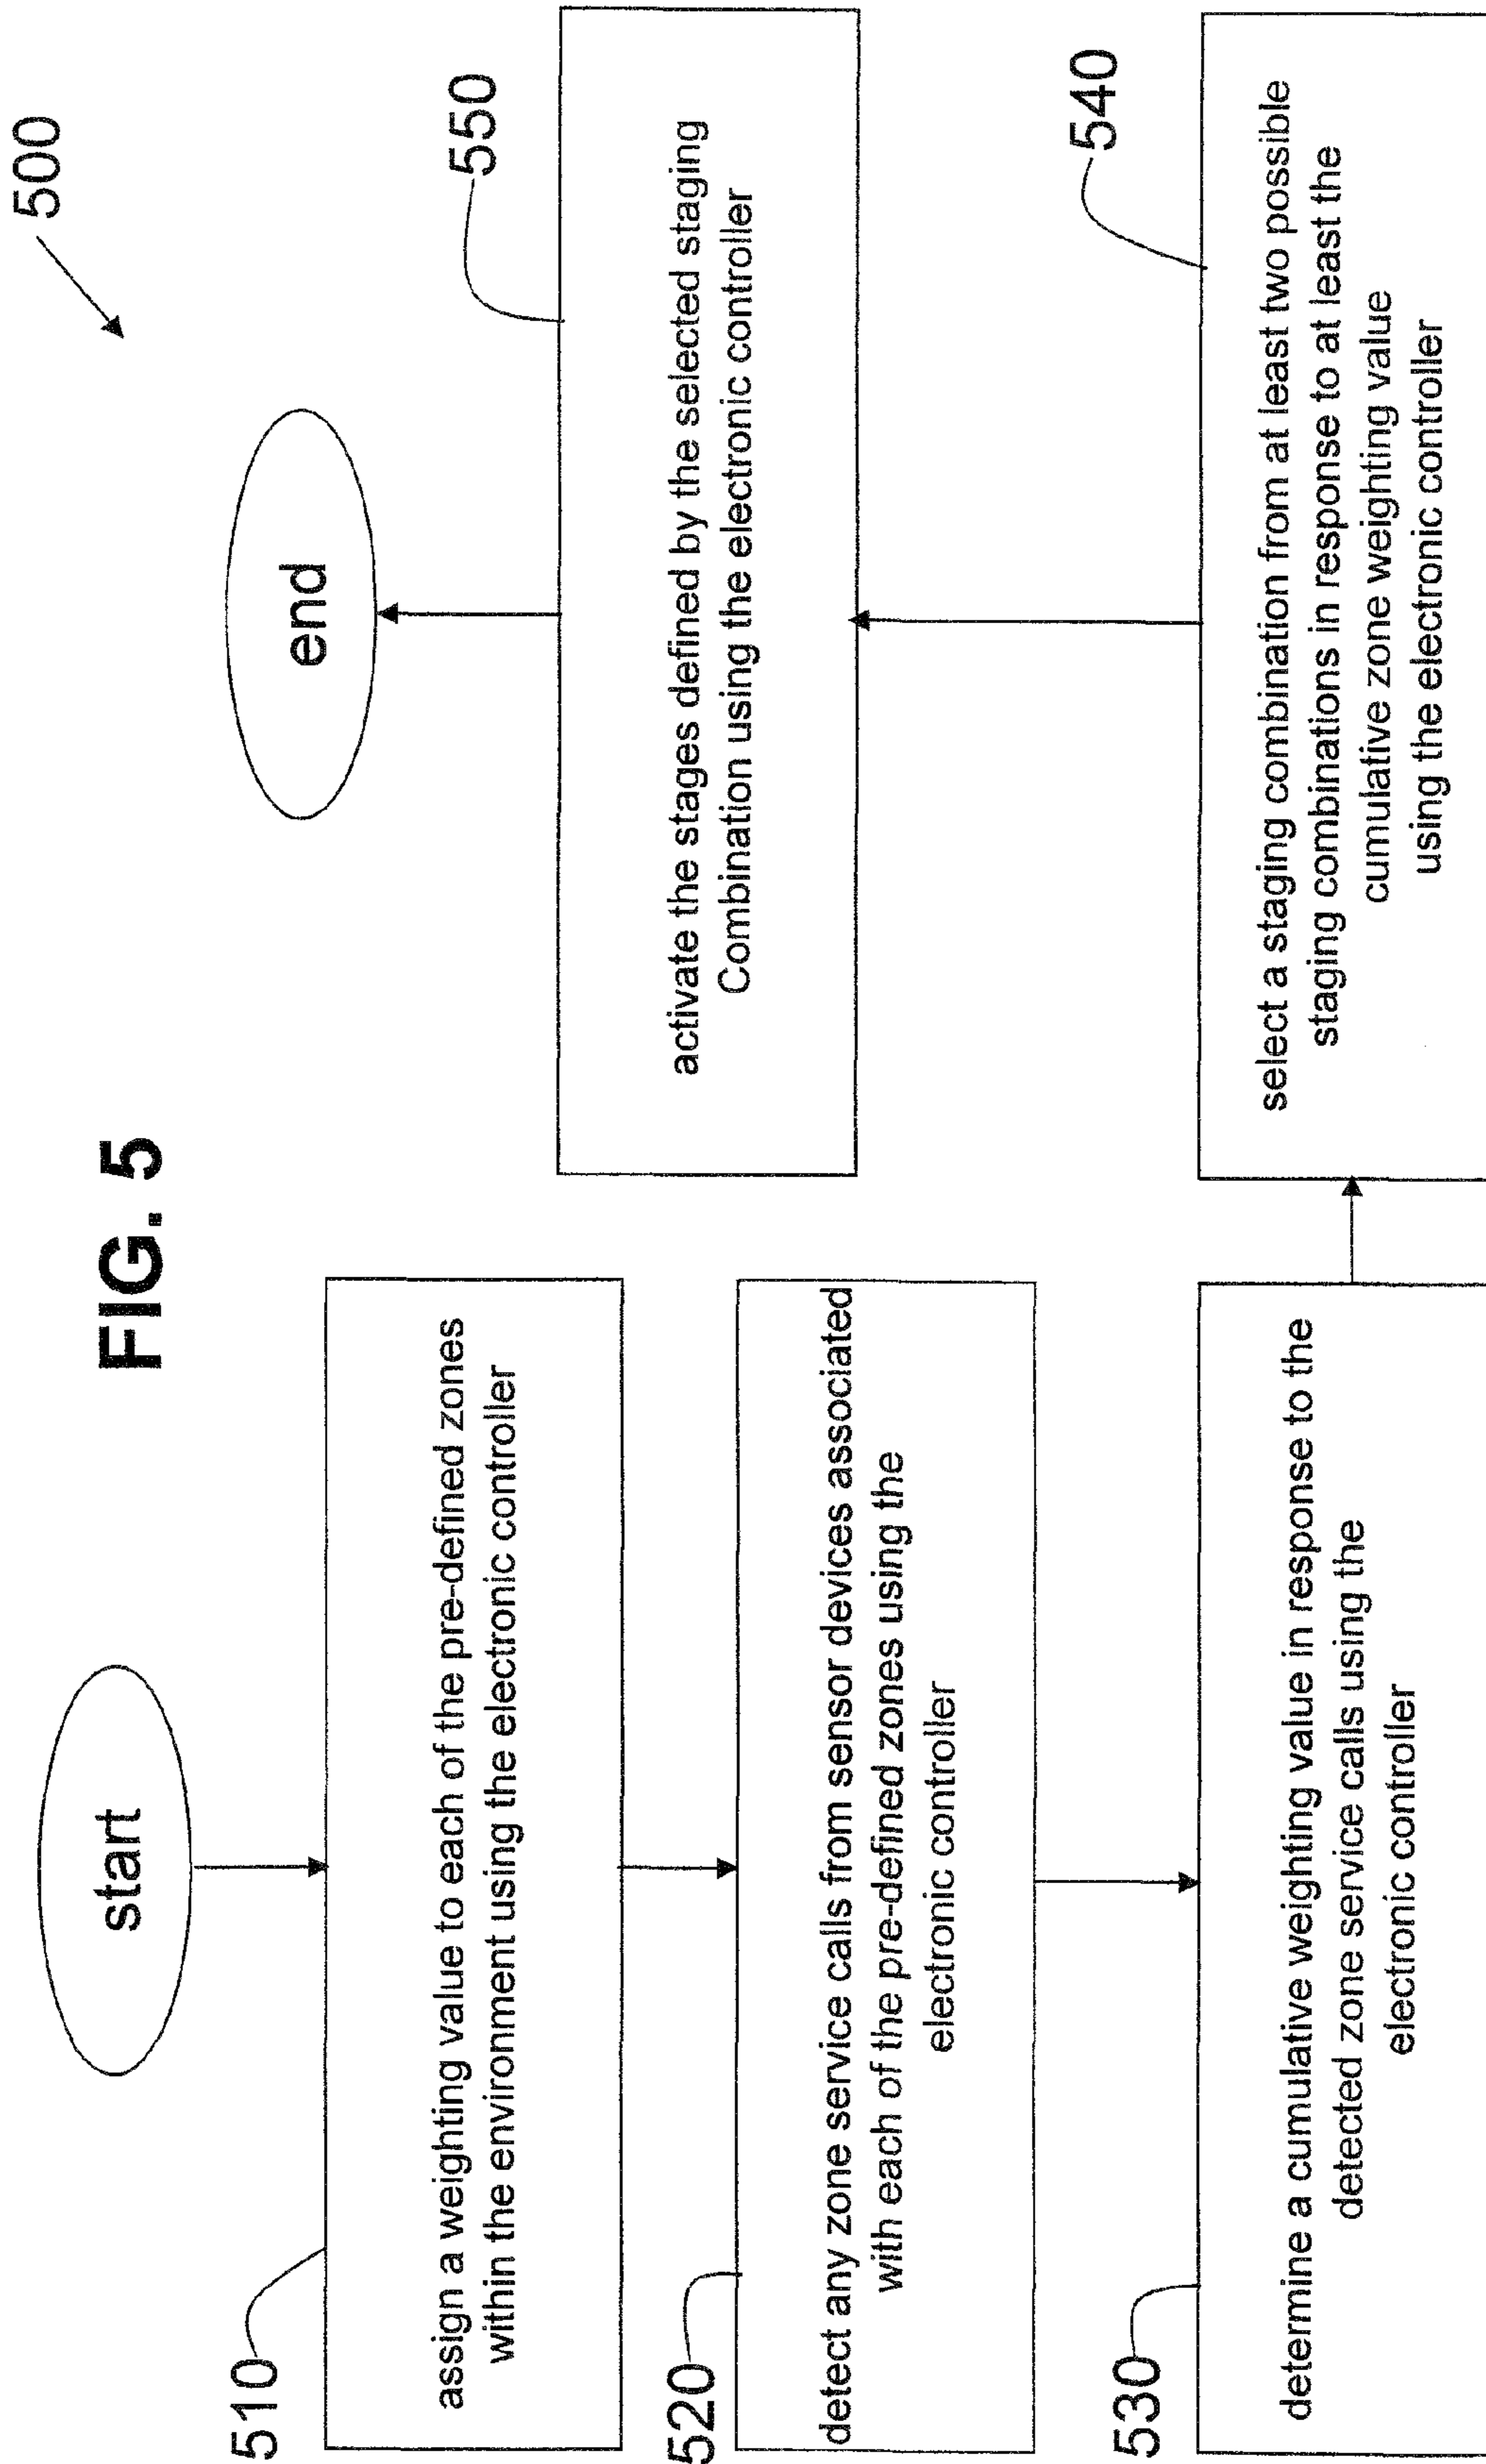 FIG. 5
500
start
510
assign a weighting value to each of the pre-defined zones
within the environment using the electronic controller
520
detect any zone service calls from sensor devices associated
with each of the pre-defined zones using the
electronic controller
530
determine a cumulative weighting value in response to the
detected zone service calls using the
electronic controller
540
select a staging combination from at least two possible
staging combinations in response to at least the
cumulative zone weighting value
using the electronic controller
550
activate the stages defined by the selected staging
Combination using the electronic controller
end